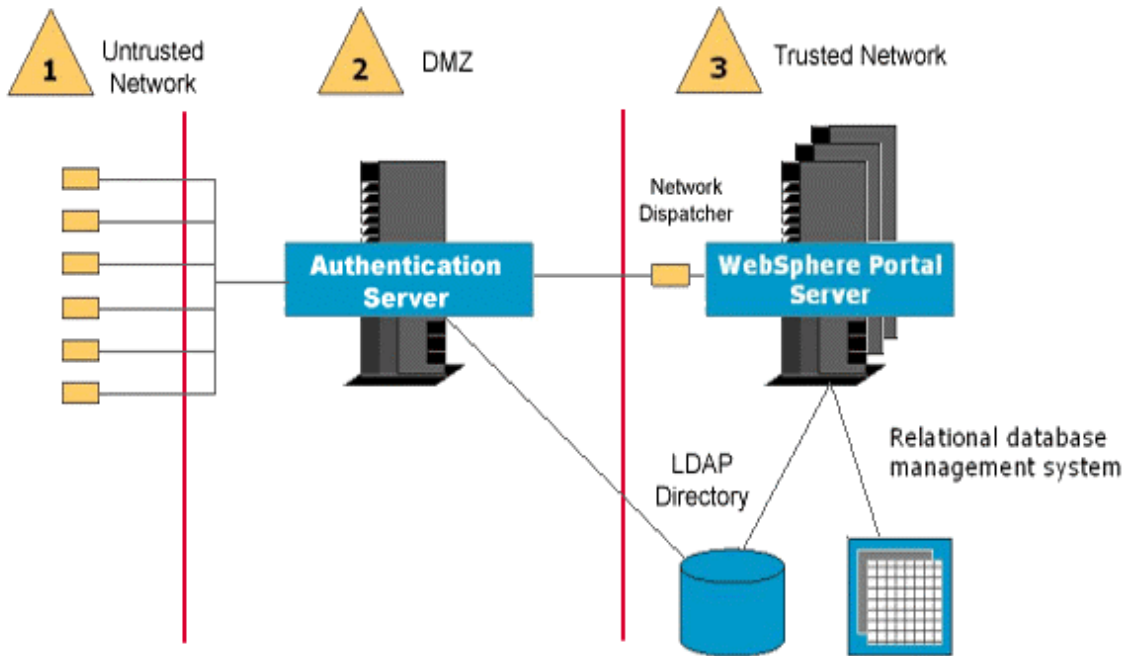 1
Untrusted
Network
2
DMZ
3
Trusted Network
Network
Dispatcher
Authentication
Server
WebSphere Portal
Server
LDAP
Directory
Relational database
management system